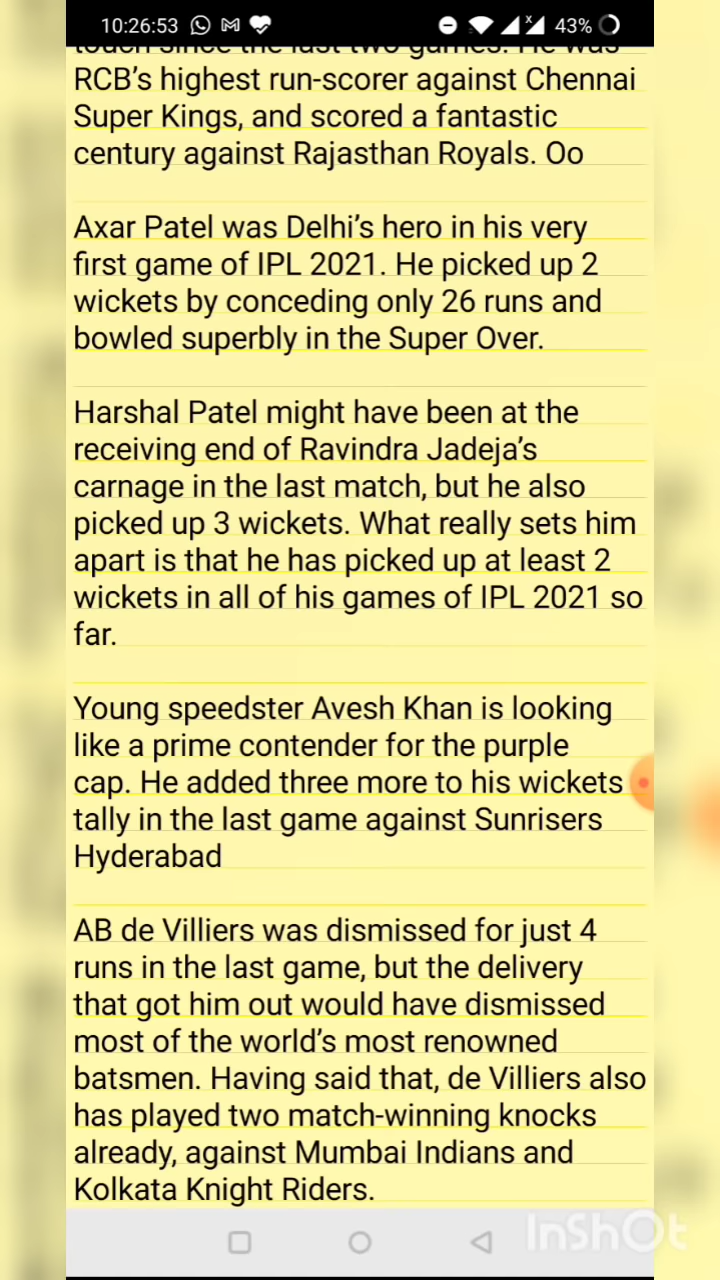 10:26:53 43%
touch since the last two games. He was
RCB’s highest run-scorer against Chennai
Super Kings, and scored a fantastic
century against Rajasthan Royals. Oo
Axar Patel was Delhi’s hero in his very
first game of IPL 2021. He picked up 2
wickets by conceding only 26 runs and
bowled superbly in the Super Over.
Harshal Patel might have been at the
receiving end of Ravindra Jadeja’s
carnage in the last match, but he also
picked up 3 wickets. What really sets him
apart is that he has picked up at least 2
wickets in all of his games of IPL 2021 so
far.
Young speedster Avesh Khan is looking
like a prime contender for the purple
cap. He added three more to his wickets
tally in the last game against Sunrisers
Hyderabad
AB de Villiers was dismissed for just 4
runs in the last game, but the delivery
that got him out would have dismissed
most of the world’s most renowned
batsmen. Having said that, de Villiers also
has played two match-winning knocks
already, against Mumbai Indians and
Kolkata Knight Riders.
InShOt